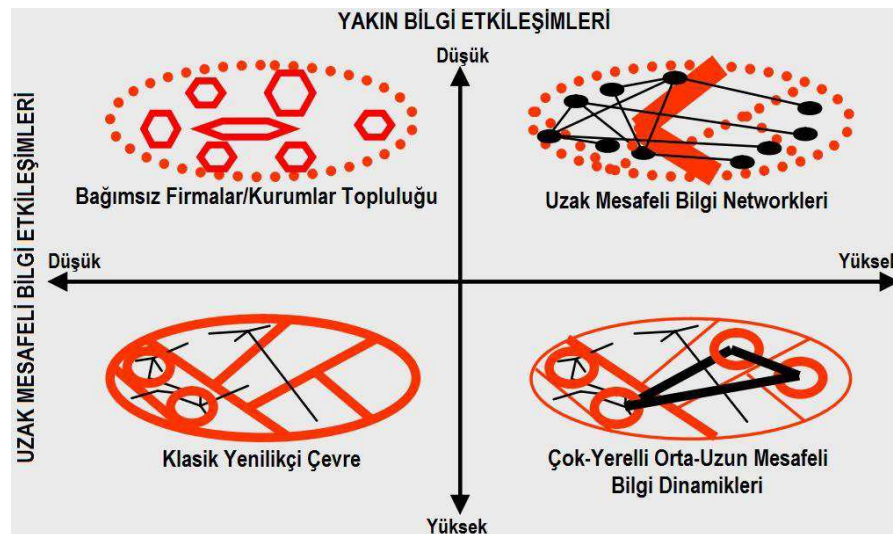 YAKIN BİLGİ ETKİLEŞİMLERİ
Düşük
UZAK MESAFELİ BİLGİ ETKİLEŞİMLERİ
Bağımsız Firmalar/Kurumlar Topluluğu
Uzak Mesafeli Bilgi Networkleri
Düşük
Yüksek
Klasik Yenilikçi Çevre
Çok-Yerelli Orta-Uzun Mesafeli
Bilgi Dinamikleri
Yüksek